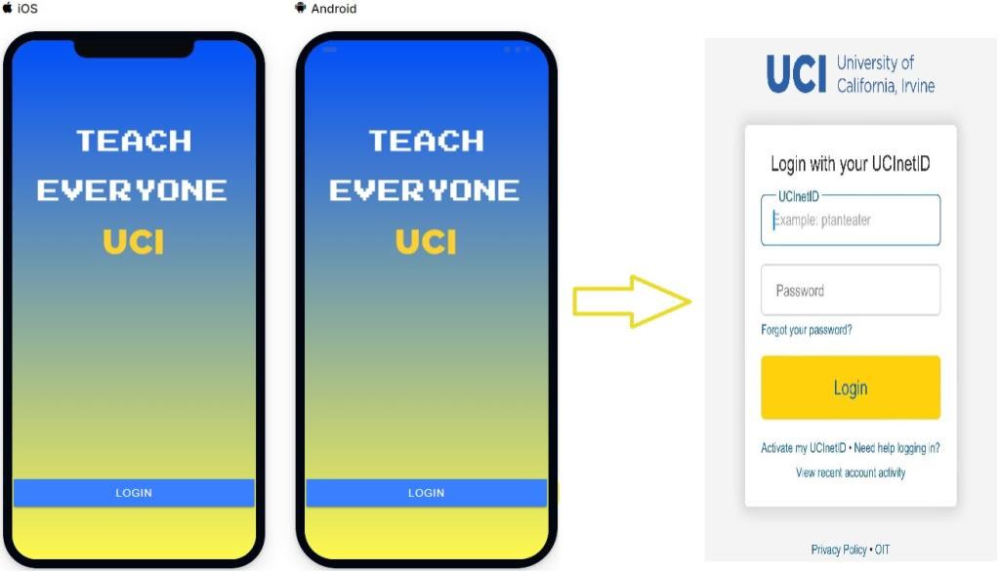 iOS
TEACH
EVERYONE
UCI
LOGIN
Android
TEACH
EVERYONE
UCI
LOGIN
UCI University of
California, Irvine
Login with your UCInetID
UCInetID
Example: ptanteater
Password
Forgot your password?
Login
Activate my UCInetID • Need help logging in?
View recent account activity
Privacy Policy • OIT